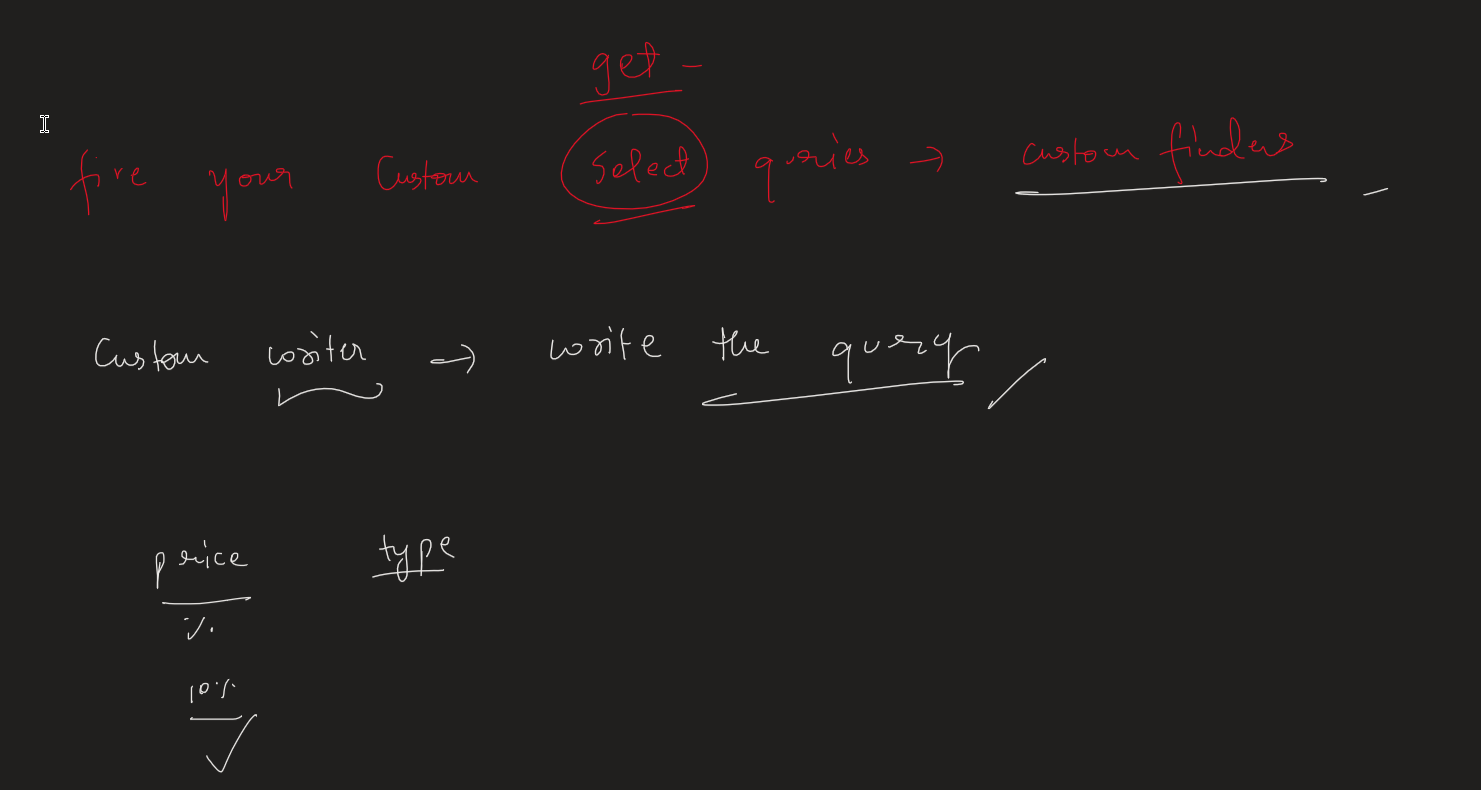 get -
fire your Custom Select queries → custom finders -
Custom writer → write the query
price type
%
10%